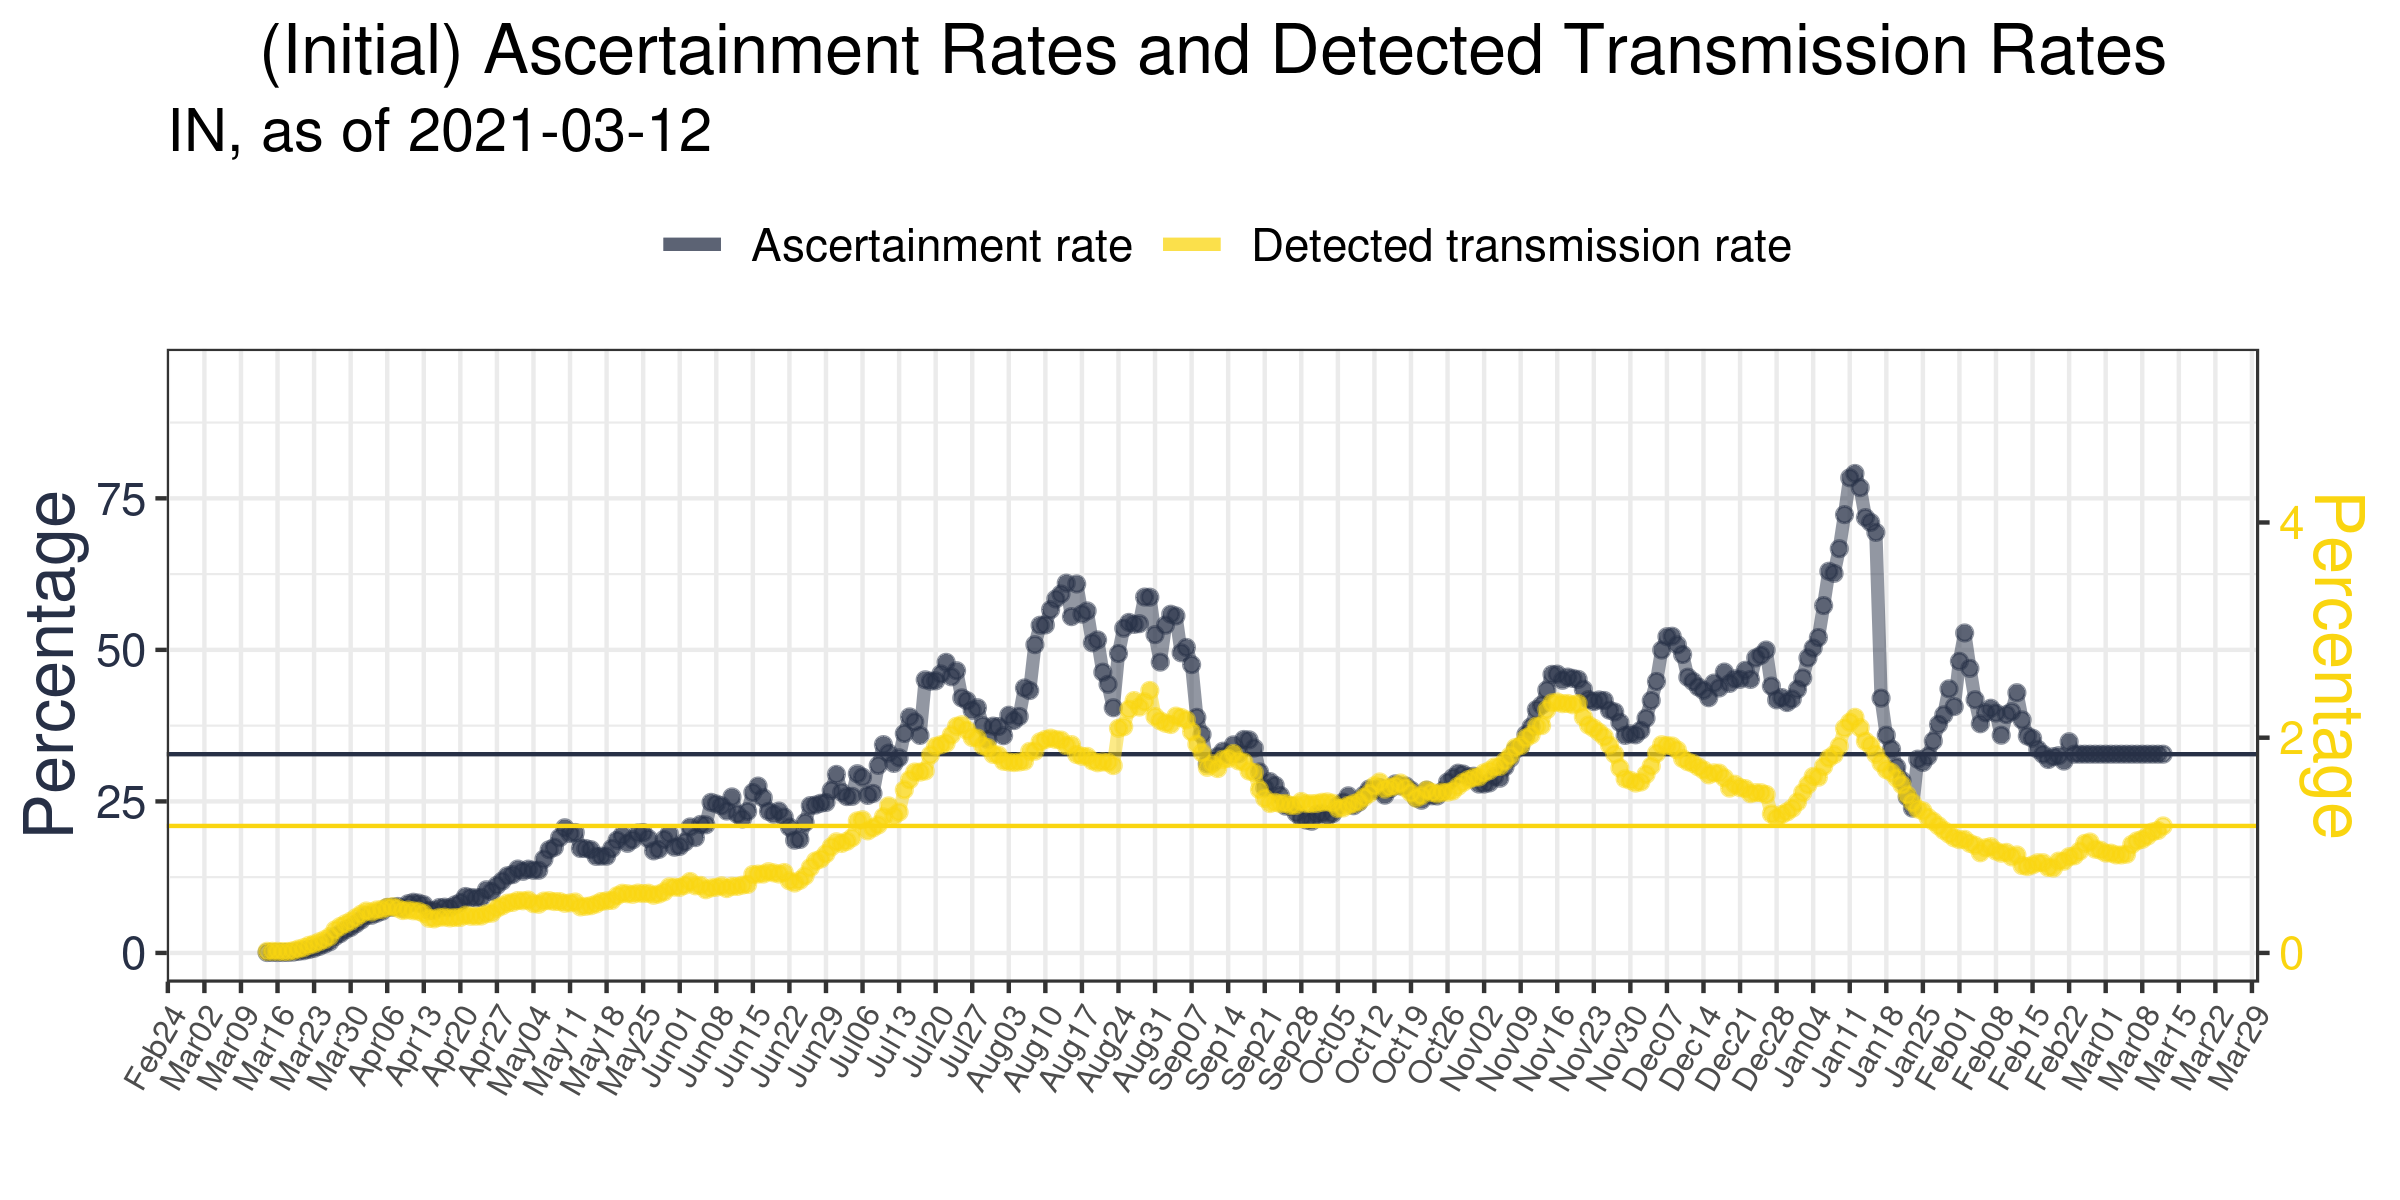 (Initial) Ascertainment Rates and Detected Transmission Rates
IN, as of 2021-03-12
Ascertainment rate
Detected transmission rate
Percentage
75
50
25
0
4
2
0
Percentage
Feb24
Mar02
Mar09
Mar16
Mar23
Mar30
Apr06
Apr13
Apr20
Apr27
May04
May11
May18
May25
Jun01
Jun08
Jun15
Jun22
Jun29
Jul06
Jul13
Jul20
Jul27
Aug03
Aug10
Aug17
Aug24
Aug31
Sep07
Sep14
Sep21
Sep28
Oct05
Oct12
Oct19
Oct26
Nov02
Nov09
Nov16
Nov23
Nov30
Dec07
Dec14
Dec21
Dec28
Jan04
Jan11
Jan18
Jan25
Feb01
Feb08
Feb15
Feb22
Mar01
Mar08
Mar15
Mar22
Mar29